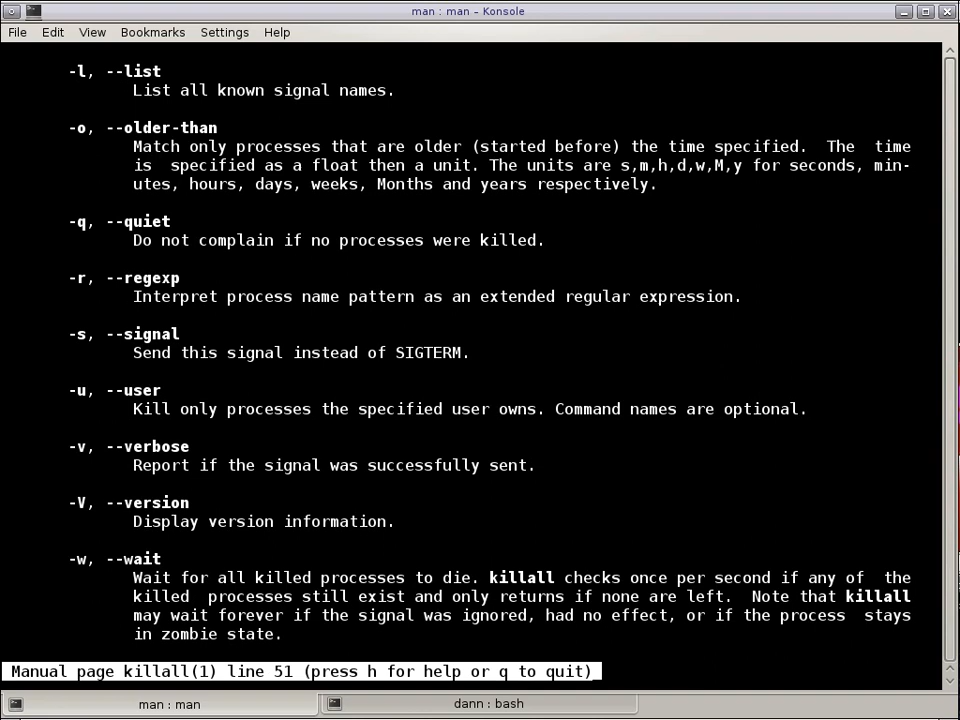 man : man - Konsole
File Edit View Bookmarks Settings Help
-l, --list
List all known signal names.
-o, --older-than
Match only processes that are older (started before) the time specified. The time
is specified as a float then a unit. The units are s,m,h,d,w,M,y for seconds, min-
utes, hours, days, weeks, Months and years respectively.
-q, --quiet
Do not complain if no processes were killed.
-r, --regexp
Interpret process name pattern as an extended regular expression.
-s, --signal
Send this signal instead of SIGTERM.
-u, --user
Kill only processes the specified user owns. Command names are optional.
-v, --verbose
Report if the signal was successfully sent.
-V, --version
Display version information.
-w, --wait
Wait for all killed processes to die. killall checks once per second if any of the
killed processes still exist and only returns if none are left. Note that killall
may wait forever if the signal was ignored, had no effect, or if the process stays
in zombie state.
Manual page killall(1) line 51 (press h for help or q to quit)
man : man
dann : bash